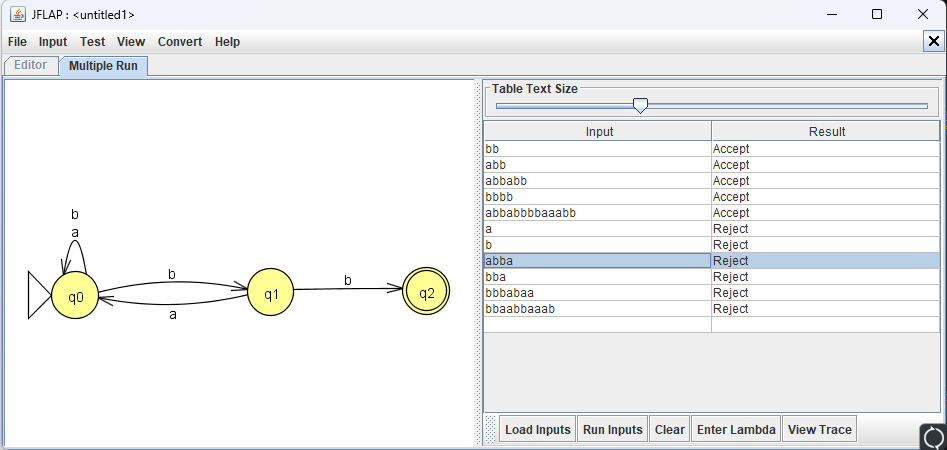 JFLAP : <untitled1>
File Input Test View Convert Help
Editor Multiple Run
Table Text Size
Input Result
bb Accept
abb Accept
abbabb Accept
bbbb Accept
abbabbbbaaabb Accept
a Reject
b Reject
abba Reject
bba Reject
bbbabaa Reject
bbaabbaaab Reject
b
a
b
b
q0 q1 q2
a
Load Inputs Run Inputs Clear Enter Lambda View Trace